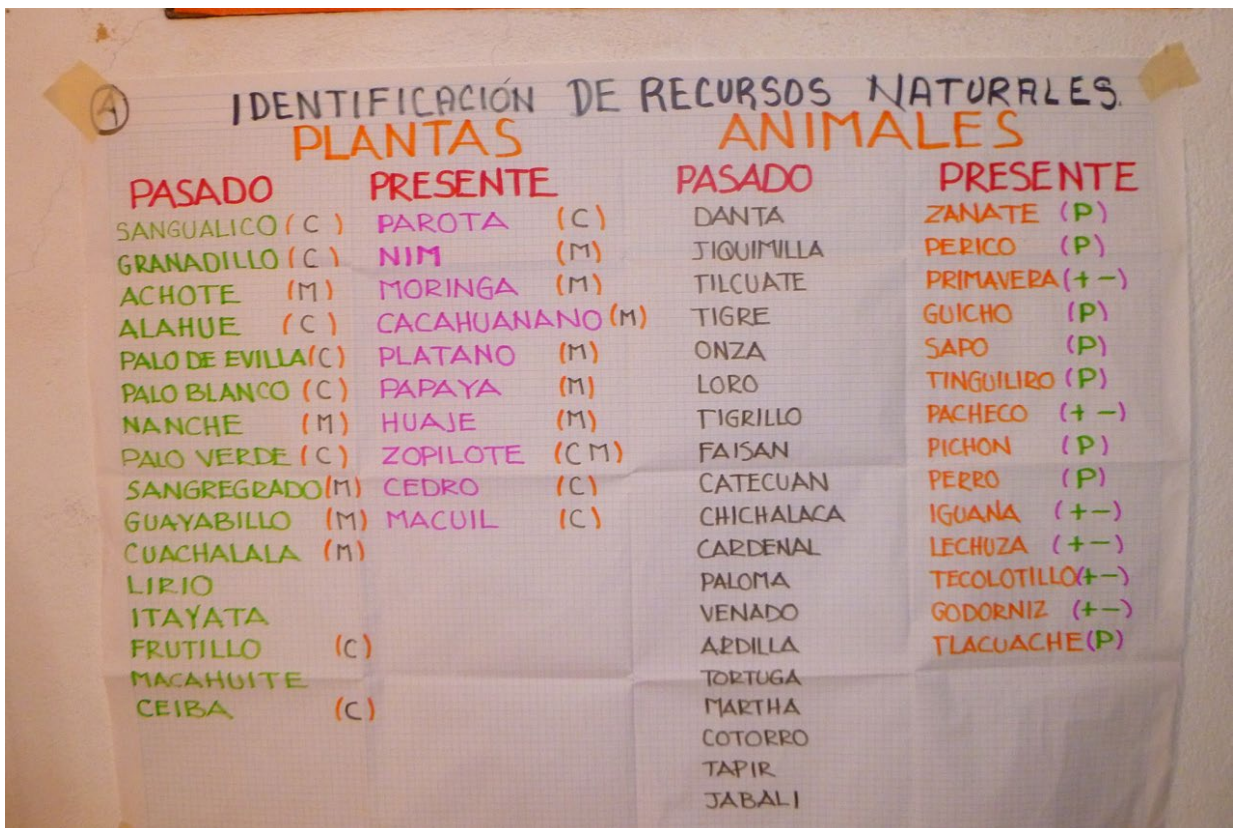 A IDENTIFICACIÓN DE RECURSOS NATURALES.
PLANTAS ANIMALES
PASADO PRESENTE PASADO PRESENTE
SANGUALICO (C) PAROTA (C) DANTA ZANATE (P)
GRANADILLO (C) NIM (M) JIQUIMILLA PERICO (P)
ACHOTE (M) MORINGA (M) TILCUATE PRIMAVERA (+-)
ALAHUE (C) CACAHUANANO (M) TIGRE GUICHO (P)
PALO DE EVILLA (C) PLATANO (M) ONZA SAPO (P)
PALO BLANCO (C) PAPAYA (M) LORO TINGUILIRO (P)
NANCHE (M) HUAJE (M) TIGRILLO PACHECO (+-)
PALO VERDE (C) ZOPILOTE (CM) FAISAN PICHON (P)
SANGREGRADO (M) CEDRO (C) CATECUAN PERRO (P)
GUAYABILLO (M) MACUIL (C) CHICHALACA IGUANA (+-)
CUACHALALA (M) CARDENAL LECHUZA (+-)
LIRIO PALOMA TECOLOTILLO (+-)
ITAYATA VENADO GODORNIZ (+-)
FRUTILLO (C) ARDILLA TLACUACHE (P)
MACAHUITE TORTUGA
CEIBA (C) MARTHA
COTORRO
TAPIR
JABALI